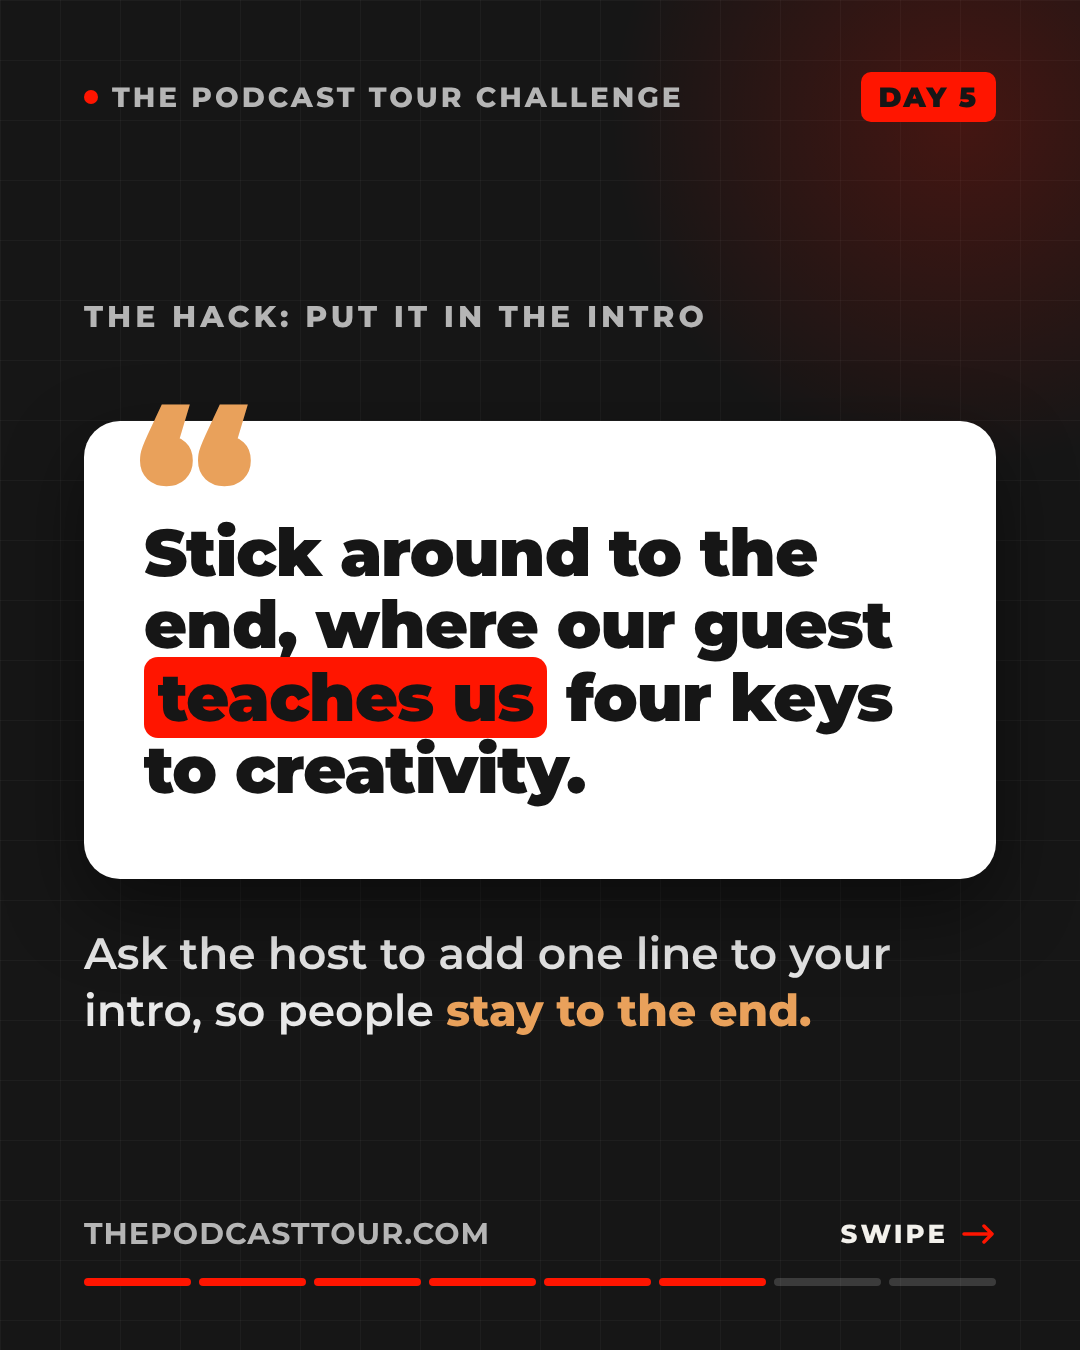 THE PODCAST TOUR CHALLENGE
DAY 5
THE HACK: PUT IT IN THE INTRO
“
Stick around to the
end, where our guest
teaches us four keys
to creativity.
Ask the host to add one line to your
intro, so people stay to the end.
THEPODCASTTOUR.COM
SWIPE →